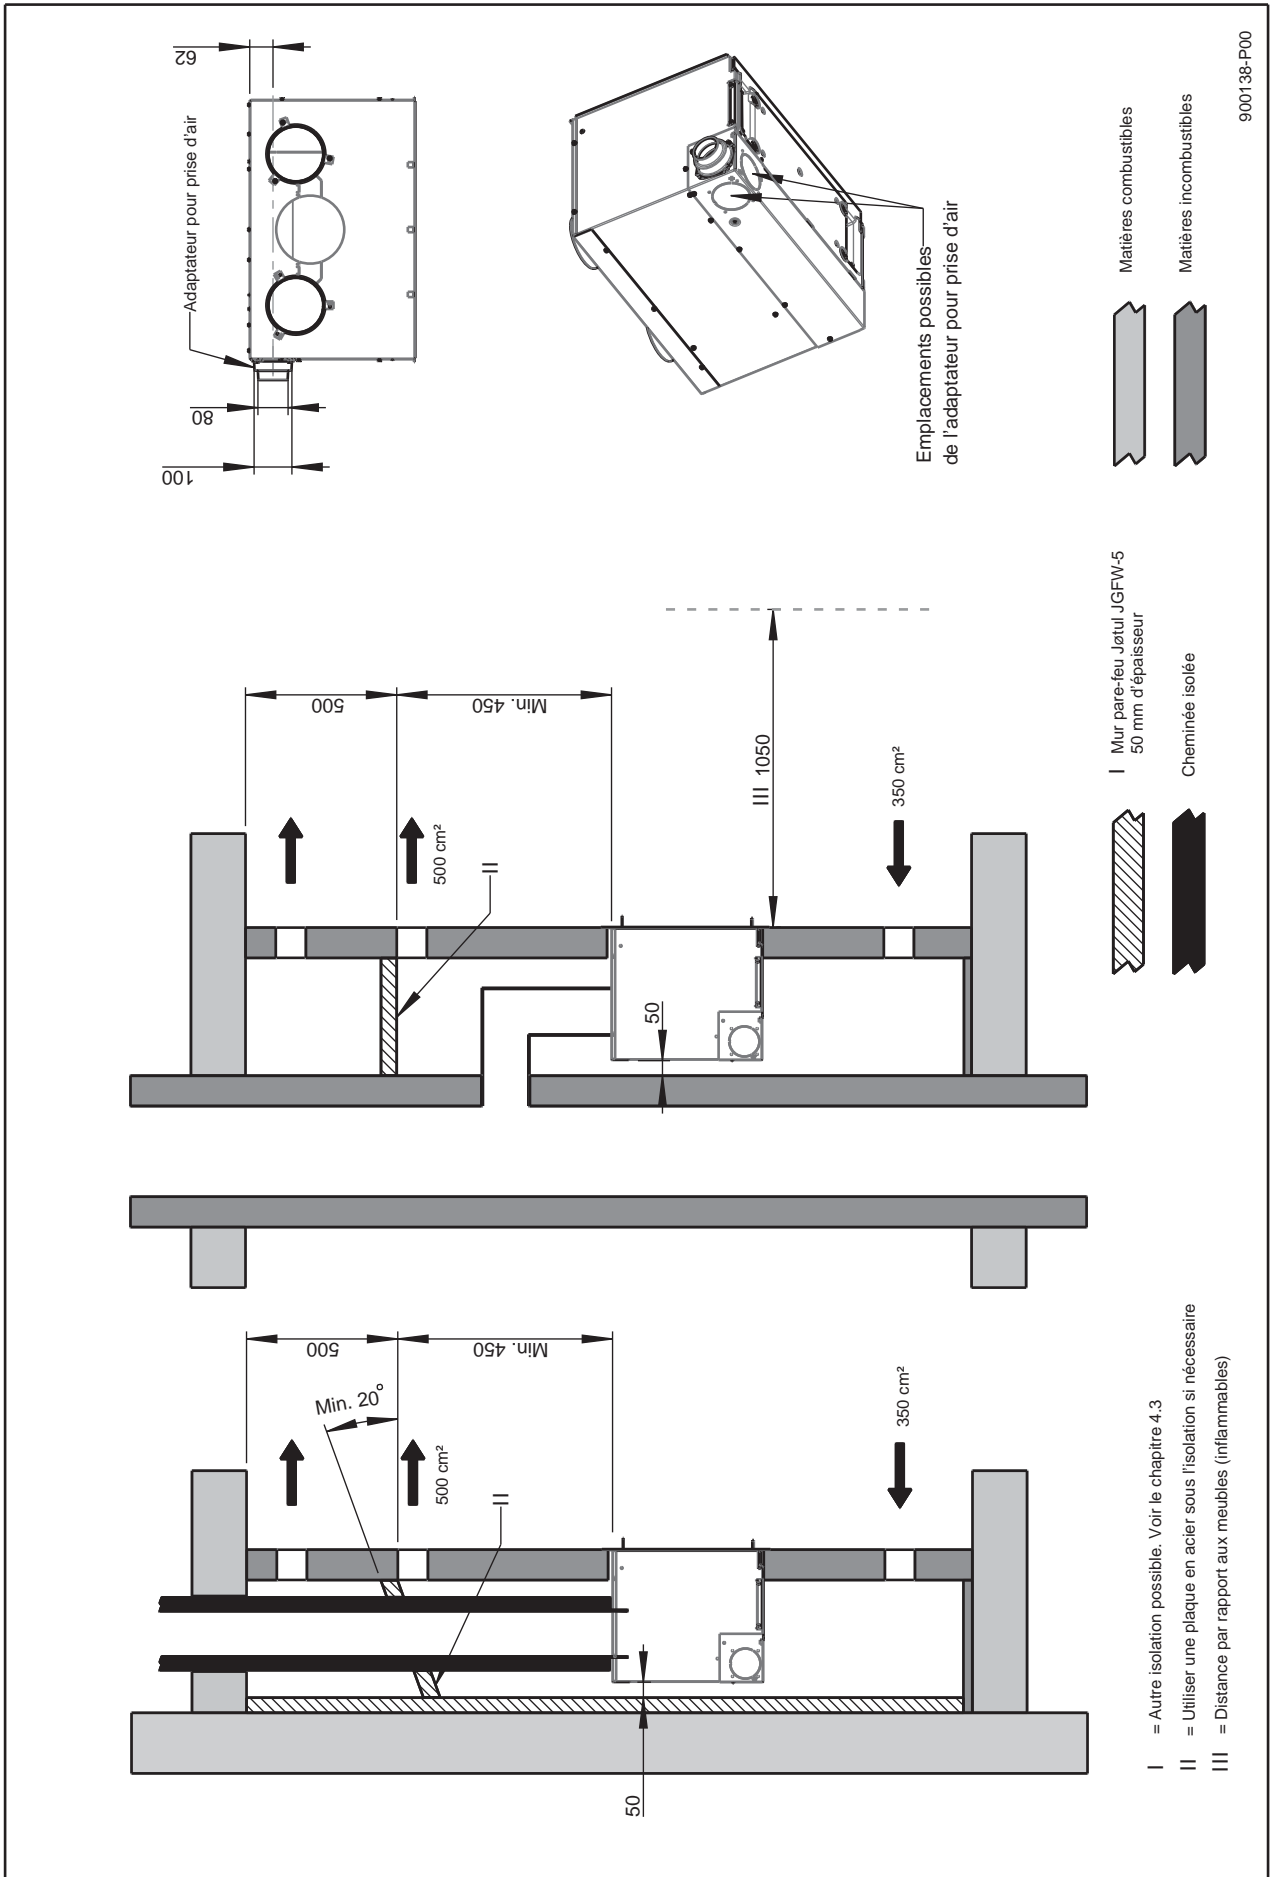 62
Adaptateur pour prise d'air
80
100
Emplacements possibles
de l'adaptateur pour prise d'air
500
Min. 450
500 cm²
II
III 1050
350 cm²
50
500
Min. 450
Min. 20°
500 cm²
II
350 cm²
50
I Mur pare-feu Jøtul JGFW-5
50 mm d'épaisseur
Cheminée isolée
Matières combustibles
Matières incombustibles
I = Autre isolation possible. Voir le chapitre 4.3
II = Utiliser une plaque en acier sous l'isolation si nécessaire
III = Distance par rapport aux meubles (inflammables)
900138-P00